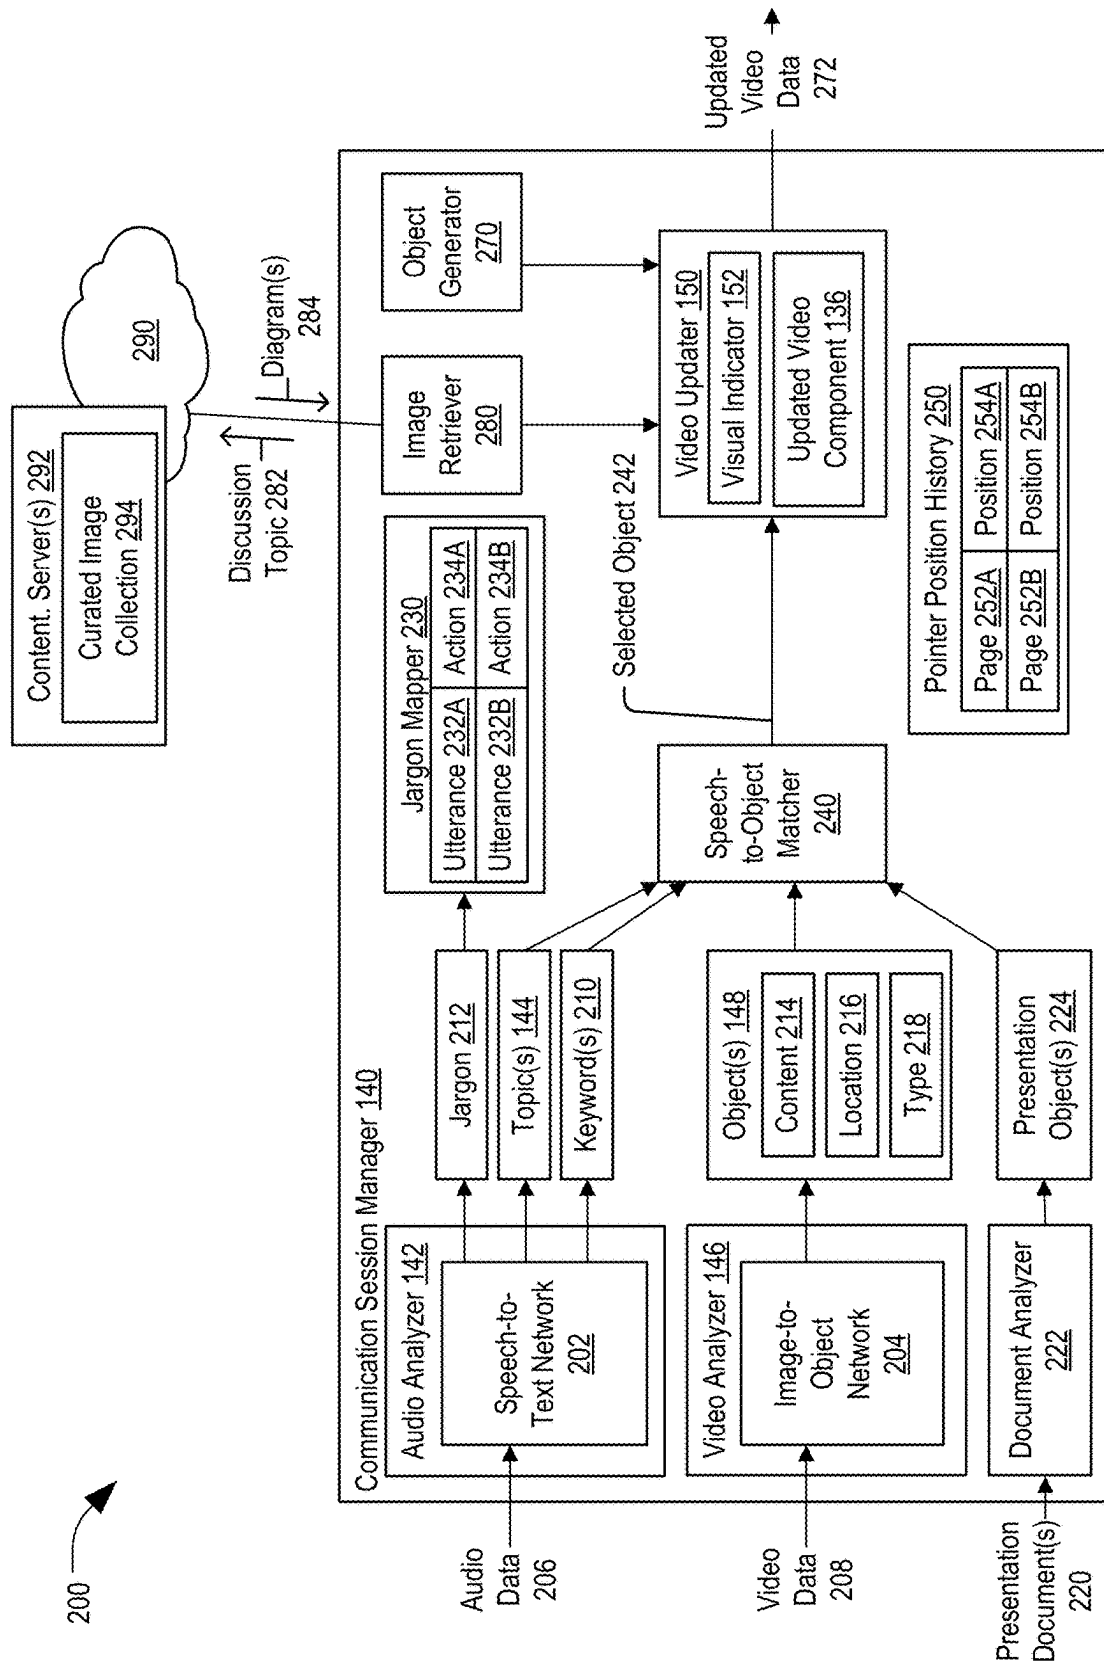 200
Content. Server(s) 292
Curated Image
Collection 294
290
Discussion
Topic 282
Diagram(s)
284
Communication Session Manager 140
Audio
Data
206
Audio Analyzer 142
Speech-to-
Text Network
202
Jargon 212
Topic(s) 144
Keyword(s) 210
Jargon Mapper 230
Utterance 232A
Action 234A
Utterance 232B
Action 234B
Image
Retriever
280
Object
Generator
270
Video
Data
208
Video Analyzer 146
Image-to-
Object
Network
204
Object(s) 148
Content 214
Location 216
Type 218
Speech-
to-Object
Matcher
240
Selected Object 242
Video Updater 150
Visual Indicator 152
Updated Video
Component 136
Updated
Video
Data
272
Presentation
Document(s)
220
Document Analyzer
222
Presentation
Object(s) 224
Pointer Position History 250
Page 252A
Position 254A
Page 252B
Position 254B